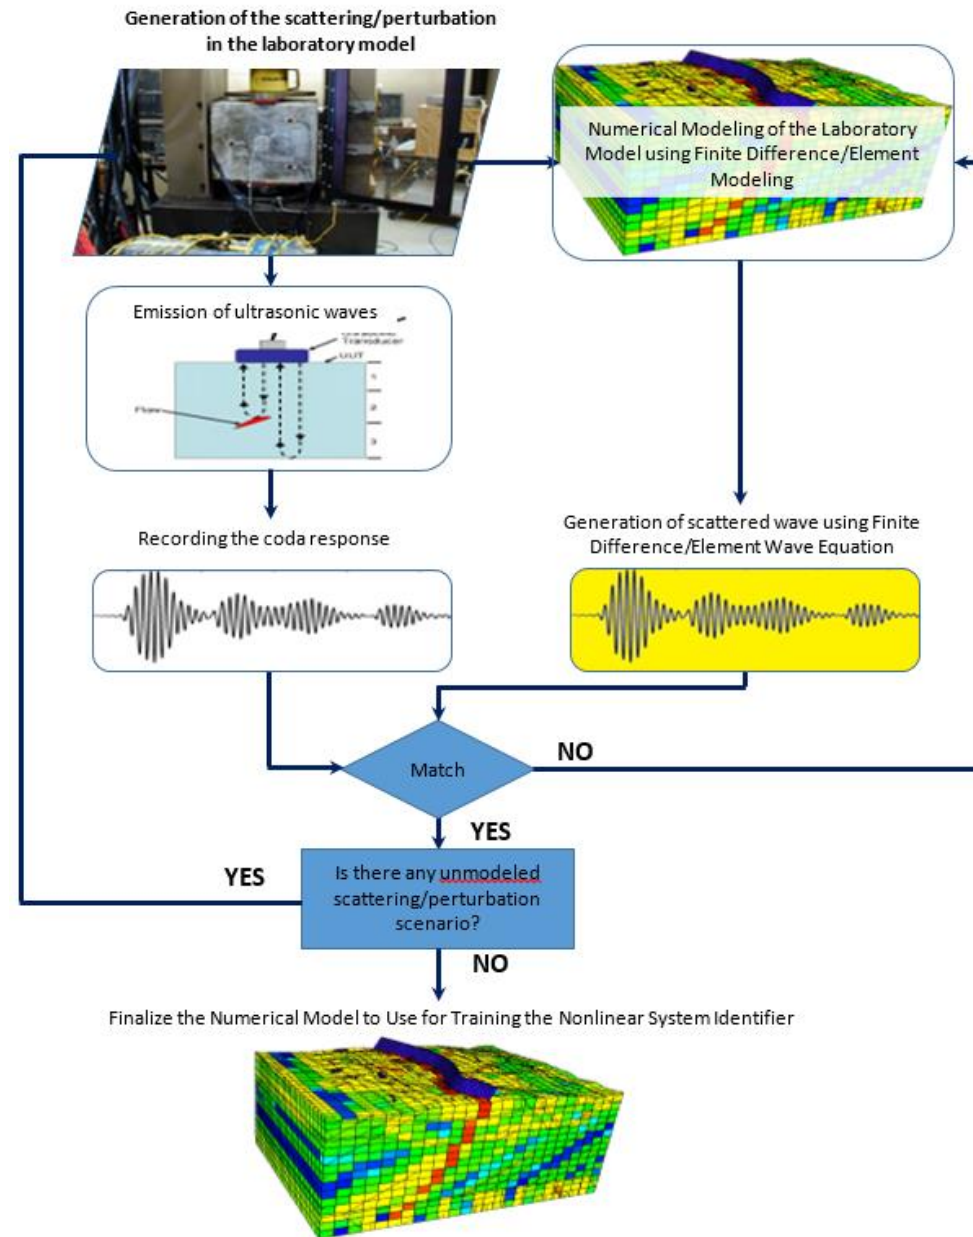 Generation of the scattering/perturbation
in the laboratory model
Numerical Modeling of the Laboratory
Model using Finite Difference/Element
Modeling
Emission of ultrasonic waves
Transducer
UUT
1
2
Flaw
3
Recording the coda response
Generation of scattered wave using Finite
Difference/Element Wave Equation
Match
NO
YES
YES
Is there any unmodeled
scattering/perturbation
scenario?
NO
Finalize the Numerical Model to Use for Training the Nonlinear System Identifier